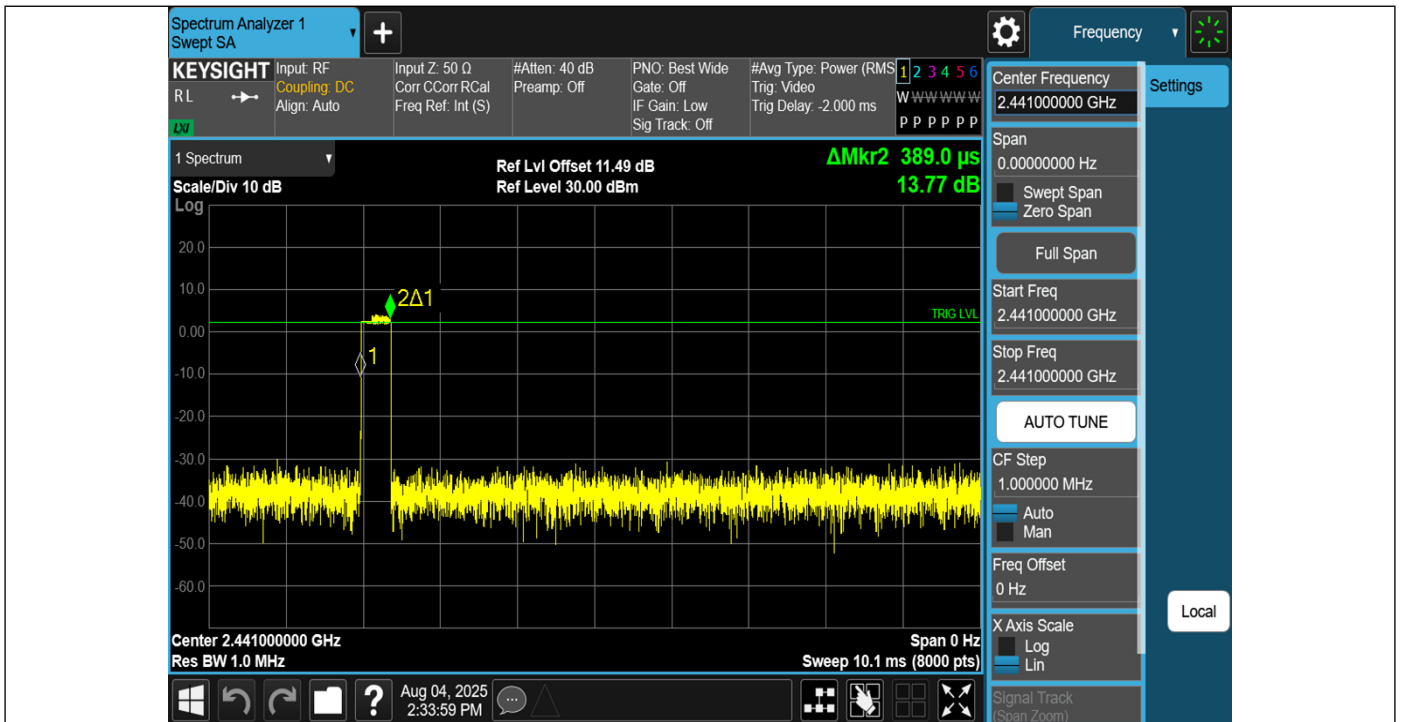 Spectrum Analyzer 1
Swept SA
+
Frequency
KEYSIGHT
RL
LXI
Input: RF
Coupling: DC
Align: Auto
Input Z: 50 Ω
Corr CCorr RCal
Freq Ref: Int (S)
#Atten: 40 dB
Preamp: Off
PNO: Best Wide
Gate: Off
IF Gain: Low
Sig Track: Off
#Avg Type: Power (RMS
Trig: Video
Trig Delay: -2.000 ms
1 2 3 4 5 6
W W W W W W
P P P P P P
1 Spectrum
Scale/Div 10 dB
Log
Ref Lvl Offset 11.49 dB
Ref Level 30.00 dBm
ΔMkr2 389.0 µs
13.77 dB
20.0
10.0
0.00
-10.0
-20.0
-30.0
-40.0
-50.0
-60.0
2Δ1
1
TRIG LVL
Center 2.441000000 GHz
Res BW 1.0 MHz
Span 0 Hz
Sweep 10.1 ms (8000 pts)
Center Frequency
2.441000000 GHz
Span
0.00000000 Hz
Swept Span
Zero Span
Full Span
Start Freq
2.441000000 GHz
Stop Freq
2.441000000 GHz
AUTO TUNE
CF Step
1.000000 MHz
Auto
Man
Freq Offset
0 Hz
X Axis Scale
Log
Lin
Signal Track
(Span Zoom)
Settings
Local
?
Aug 04, 2025
2:33:59 PM